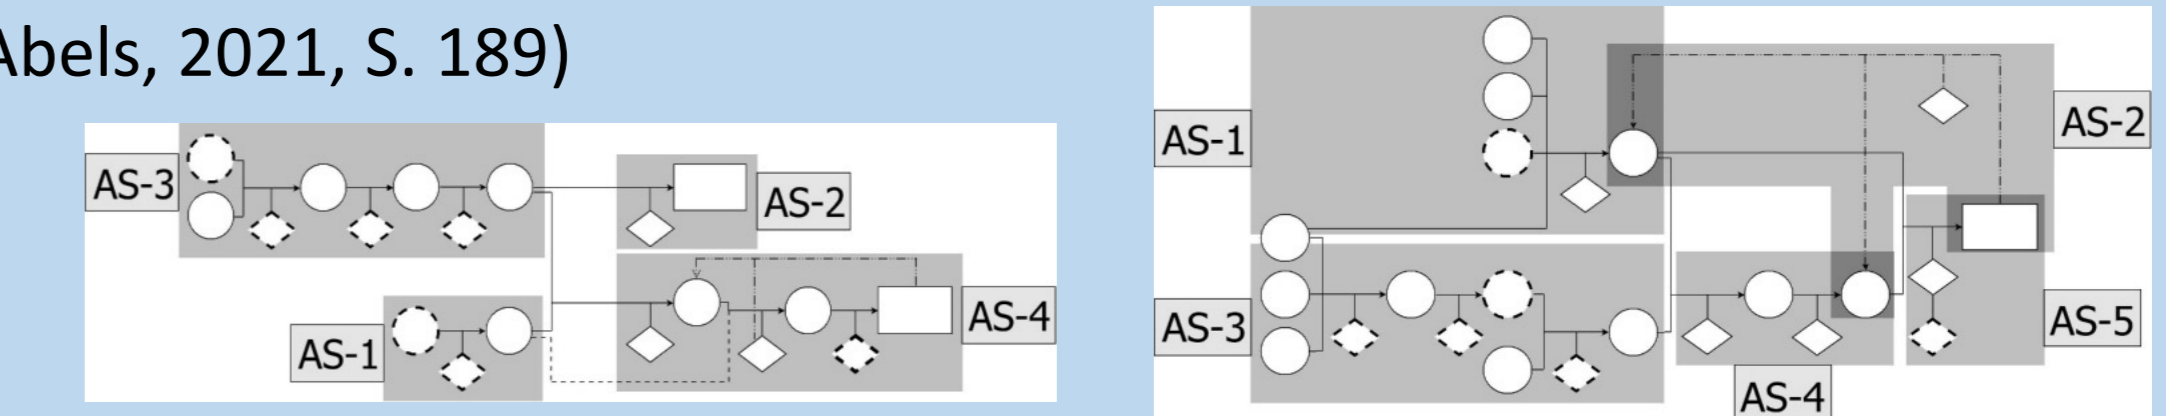 Abels, 2021, S. 189)
AS-3
AS-2
AS-1
AS-4
AS-1
AS-2
AS-3
AS-5
AS-4